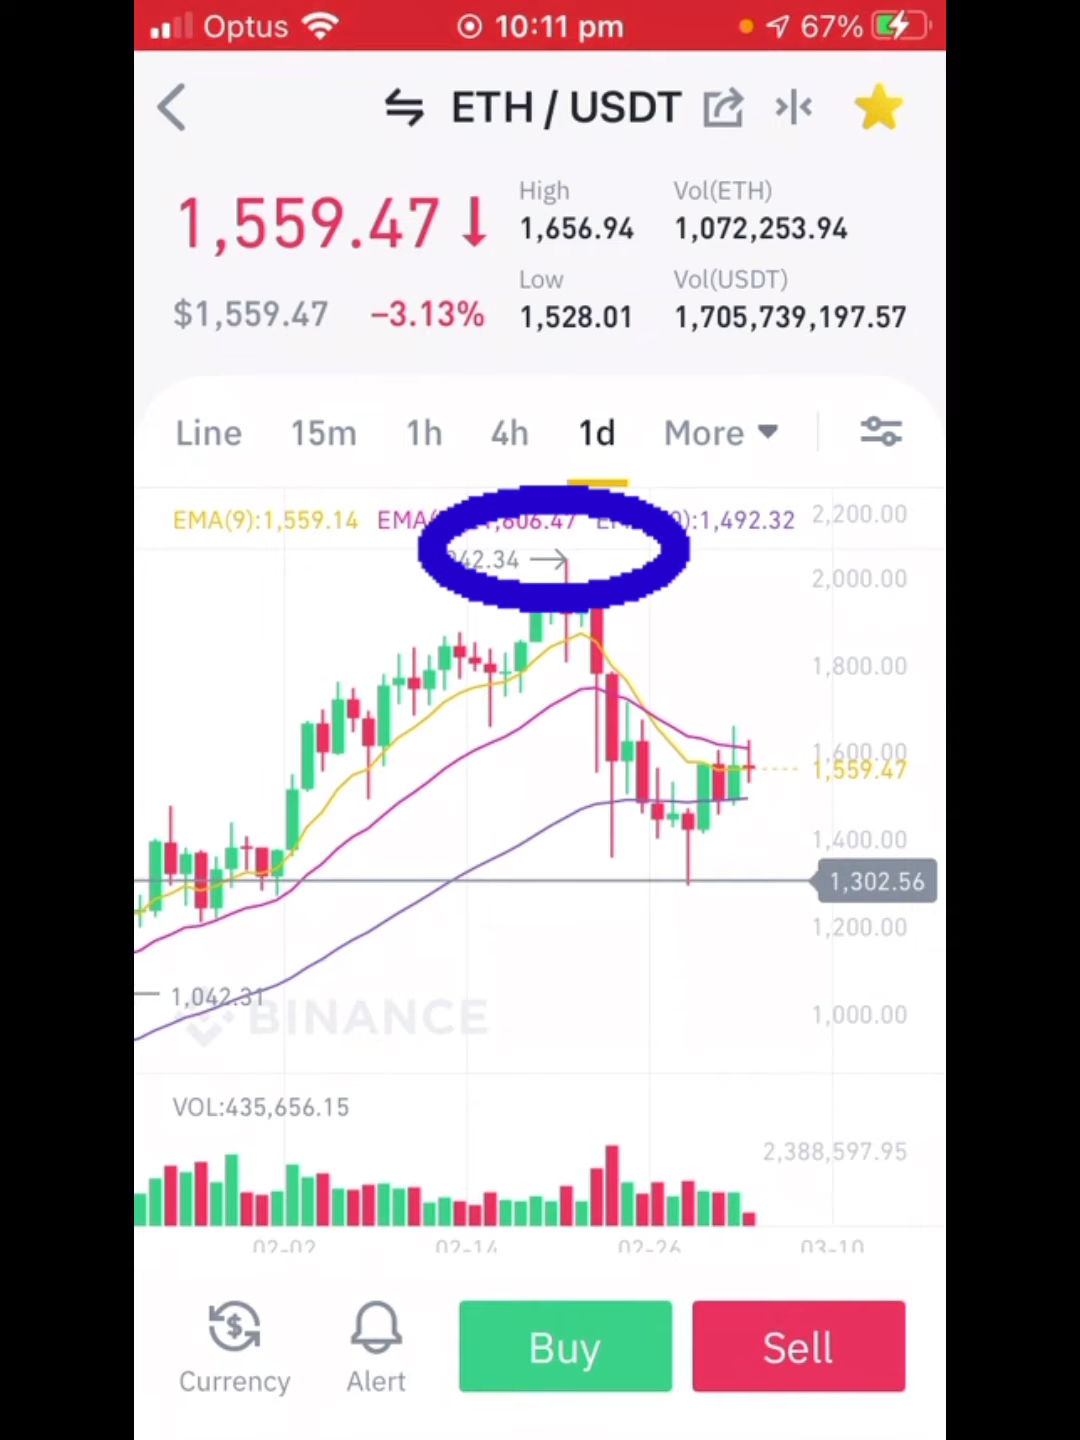 Optus 10:11 pm 67%
ETH / USDT
1,559.47
High
1,656.94
Vol(ETH)
1,072,253.94
$1,559.47 −3.13%
Low
1,528.01
Vol(USDT)
1,705,739,197.57
Line 15m 1h 4h 1d More
EMA(9):1,559.14 :1,492.32
2,200.00
2,000.00
1,800.00
1,600.00
1,559.47
1,400.00
1,302.56
1,200.00
1,042.31
BINANCE
1,000.00
VOL:435,656.15
2,388,597.95
02-02 02-14 02-26 03-10
Currency Alert Buy Sell